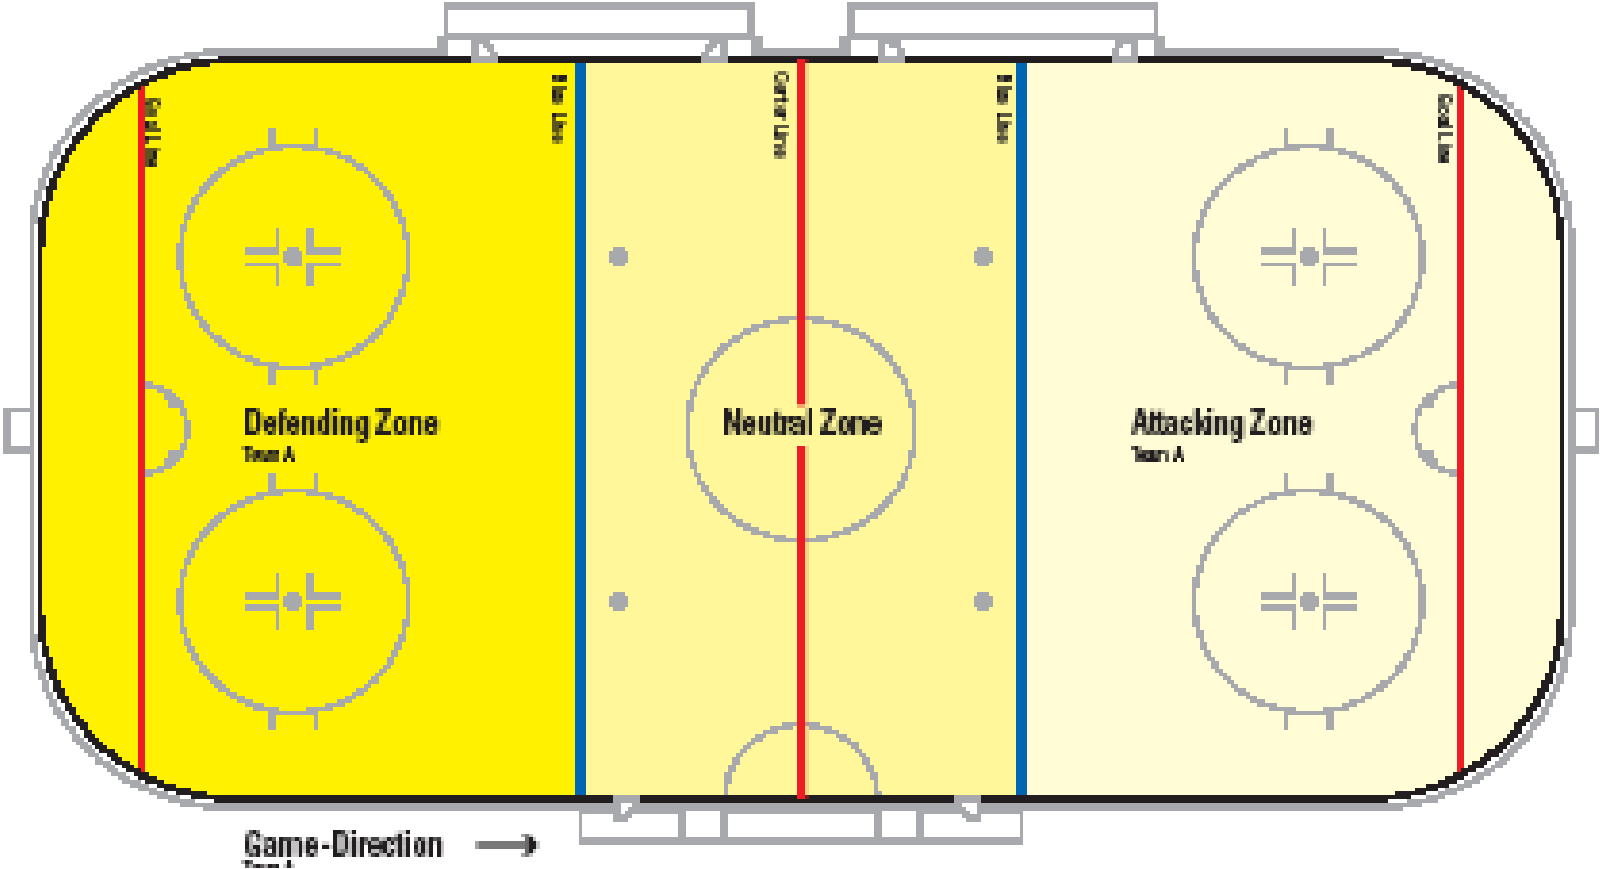 Goal Line
Blue Line
Center Line
Blue Line
Goal Line
Defending Zone
Team A
Neutral Zone
Attacking Zone
Team A
Game-Direction